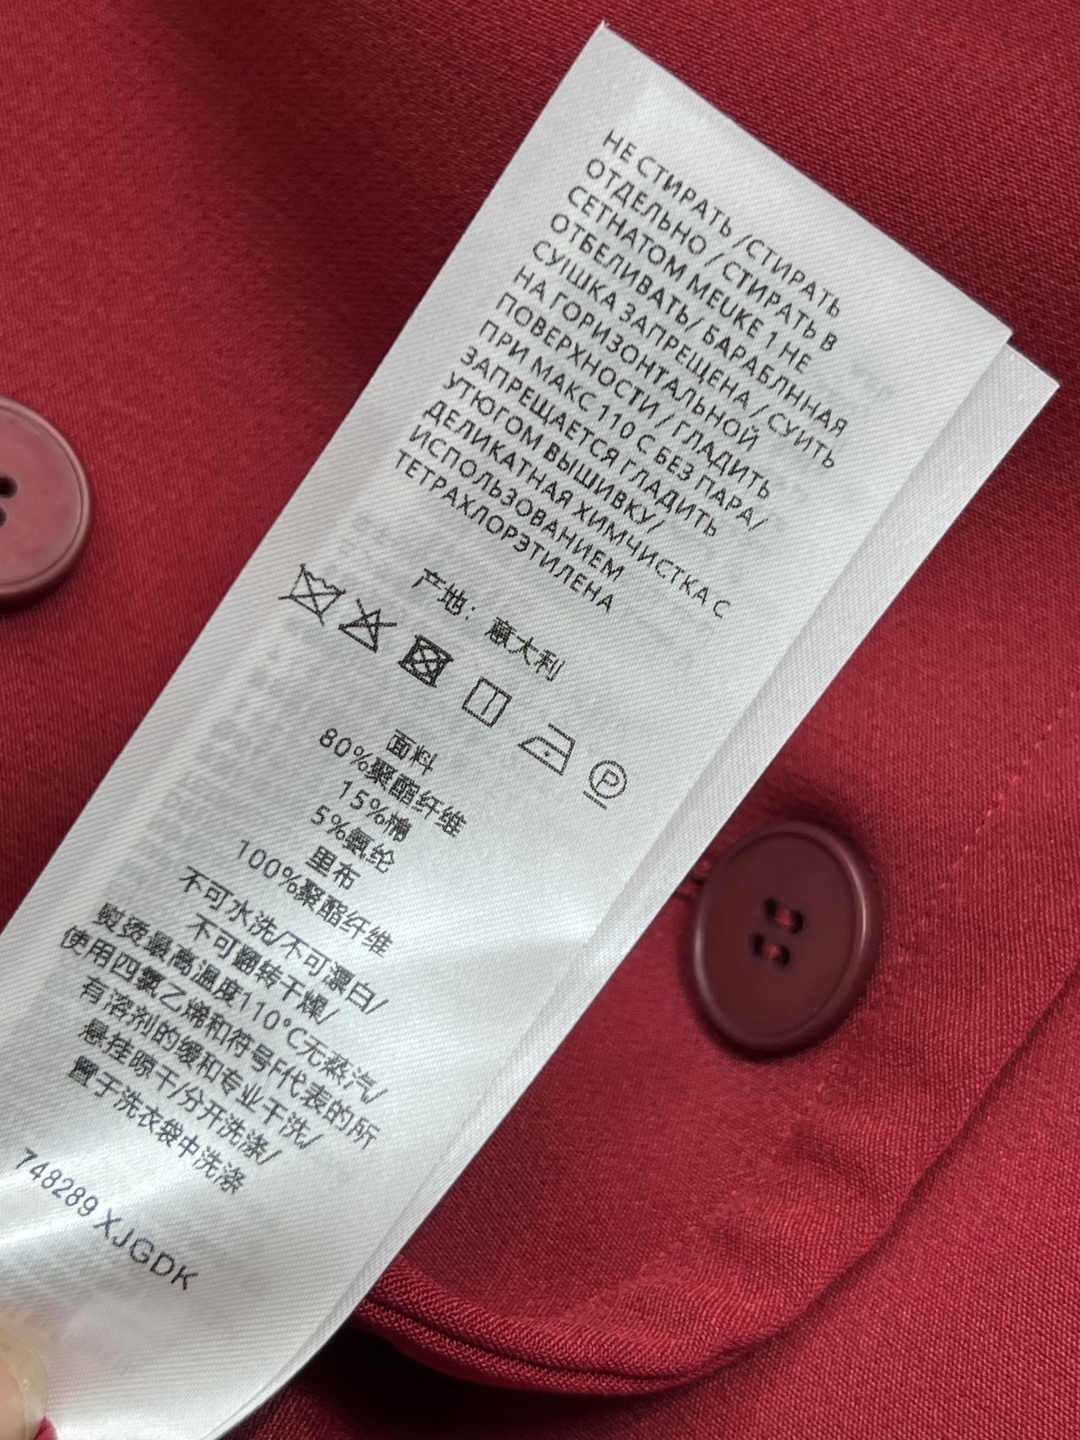 НЕ СТИРАТЬ /СТИРАТЬ
ОТДЕЛЬНО / СТИРАТЬ В
СЕТНАТОМ MEUKE 1 НЕ
ОТБЕЛИВАТЬ/ БАРАБЛННАЯ
СУIIIКА ЗАПРЕЩЕНА / СУИТЬ
НА ГОРИЗОНТАЛЬНОЙ
ПОВЕРХНОСТИ / ГЛАДИТЬ
ПРИ МАКС 110 С БЕЗ ПАРА/
ЗАПРЕЩАЕТСЯ ГЛАДИТЬ
УТЮГОМ ВЫШИВКУ/
ДЕЛИКАТНАЯ ХИМЧИСТКА С
ИСПОЛЬЗОВАНИЕМ
ТЕТРАХЛОРЭТИЛЕНА
产地：意大利
P
面料
80%聚酯纤维
15%棉
5%氨纶
里布
100%聚酯纤维
不可水洗/不可漂白/
不可翻转干燥/
熨烫最高温度110°C无蒸汽/
使用四氯乙烯和符号F代表的所
有溶剂的缓和专业干洗/
悬挂晾干/分开洗涤/
置于洗衣袋中洗涤
748289 XJGDK